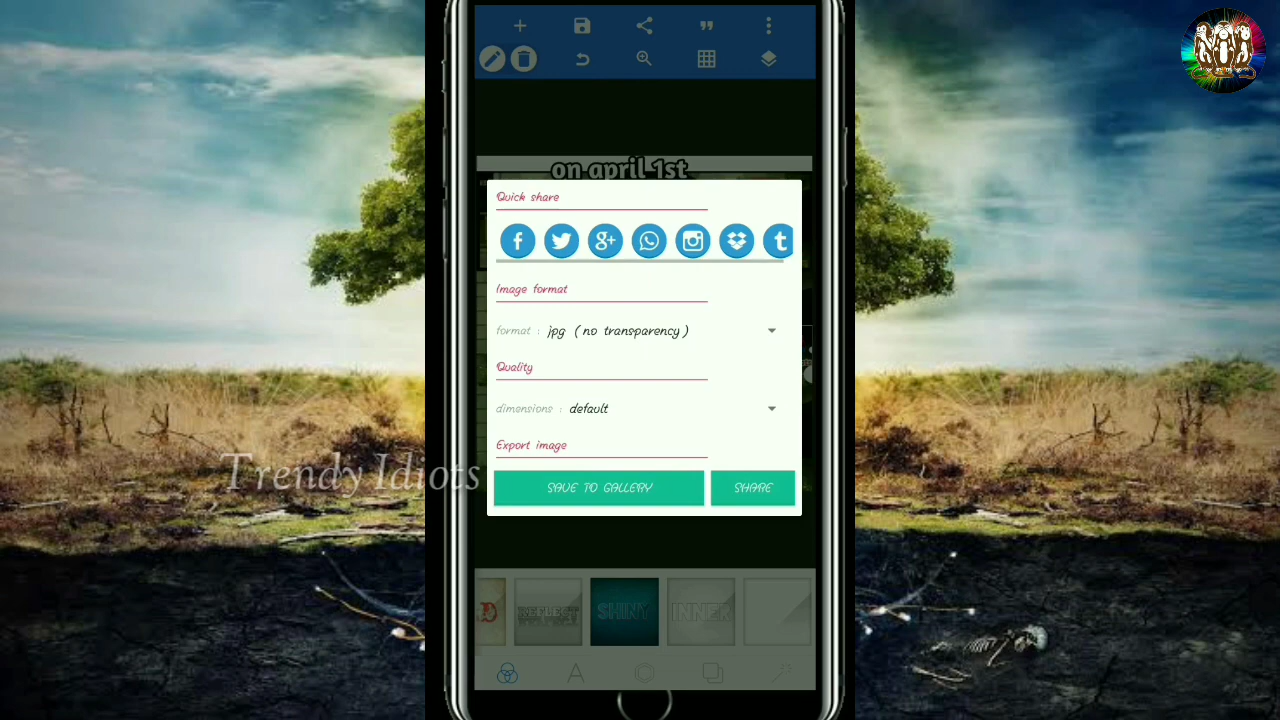 on april 1st
Quick share
Image format
format : jpg (no transparency)
Quality
dimensions : default
Export image
SAVE TO GALLERY SHARE
Trendy Idiots
REFLECT SHINY INNER